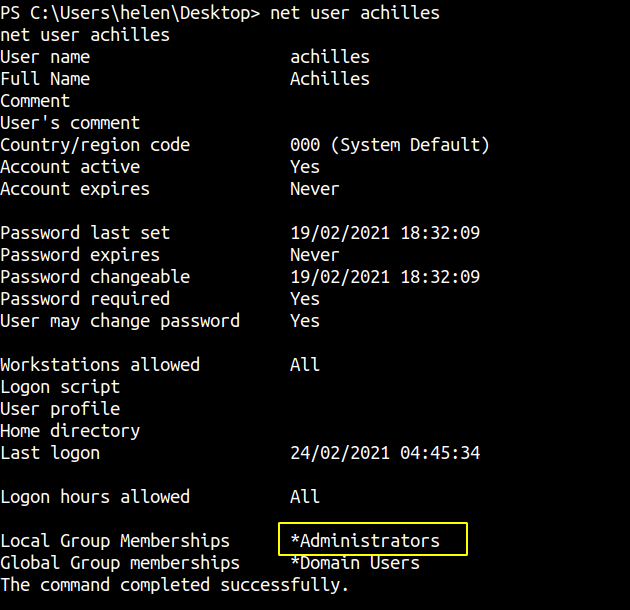 PS C:\Users\helen\Desktop> net user achilles
net user achilles
User name                    achilles
Full Name                    Achilles
Comment
User's comment
Country/region code          000 (System Default)
Account active               Yes
Account expires              Never

Password last set            19/02/2021 18:32:09
Password expires             Never
Password changeable          19/02/2021 18:32:09
Password required            Yes
User may change password     Yes

Workstations allowed         All
Logon script
User profile
Home directory
Last logon                   24/02/2021 04:45:34

Logon hours allowed          All

Local Group Memberships      *Administrators
Global Group memberships     *Domain Users
The command completed successfully.